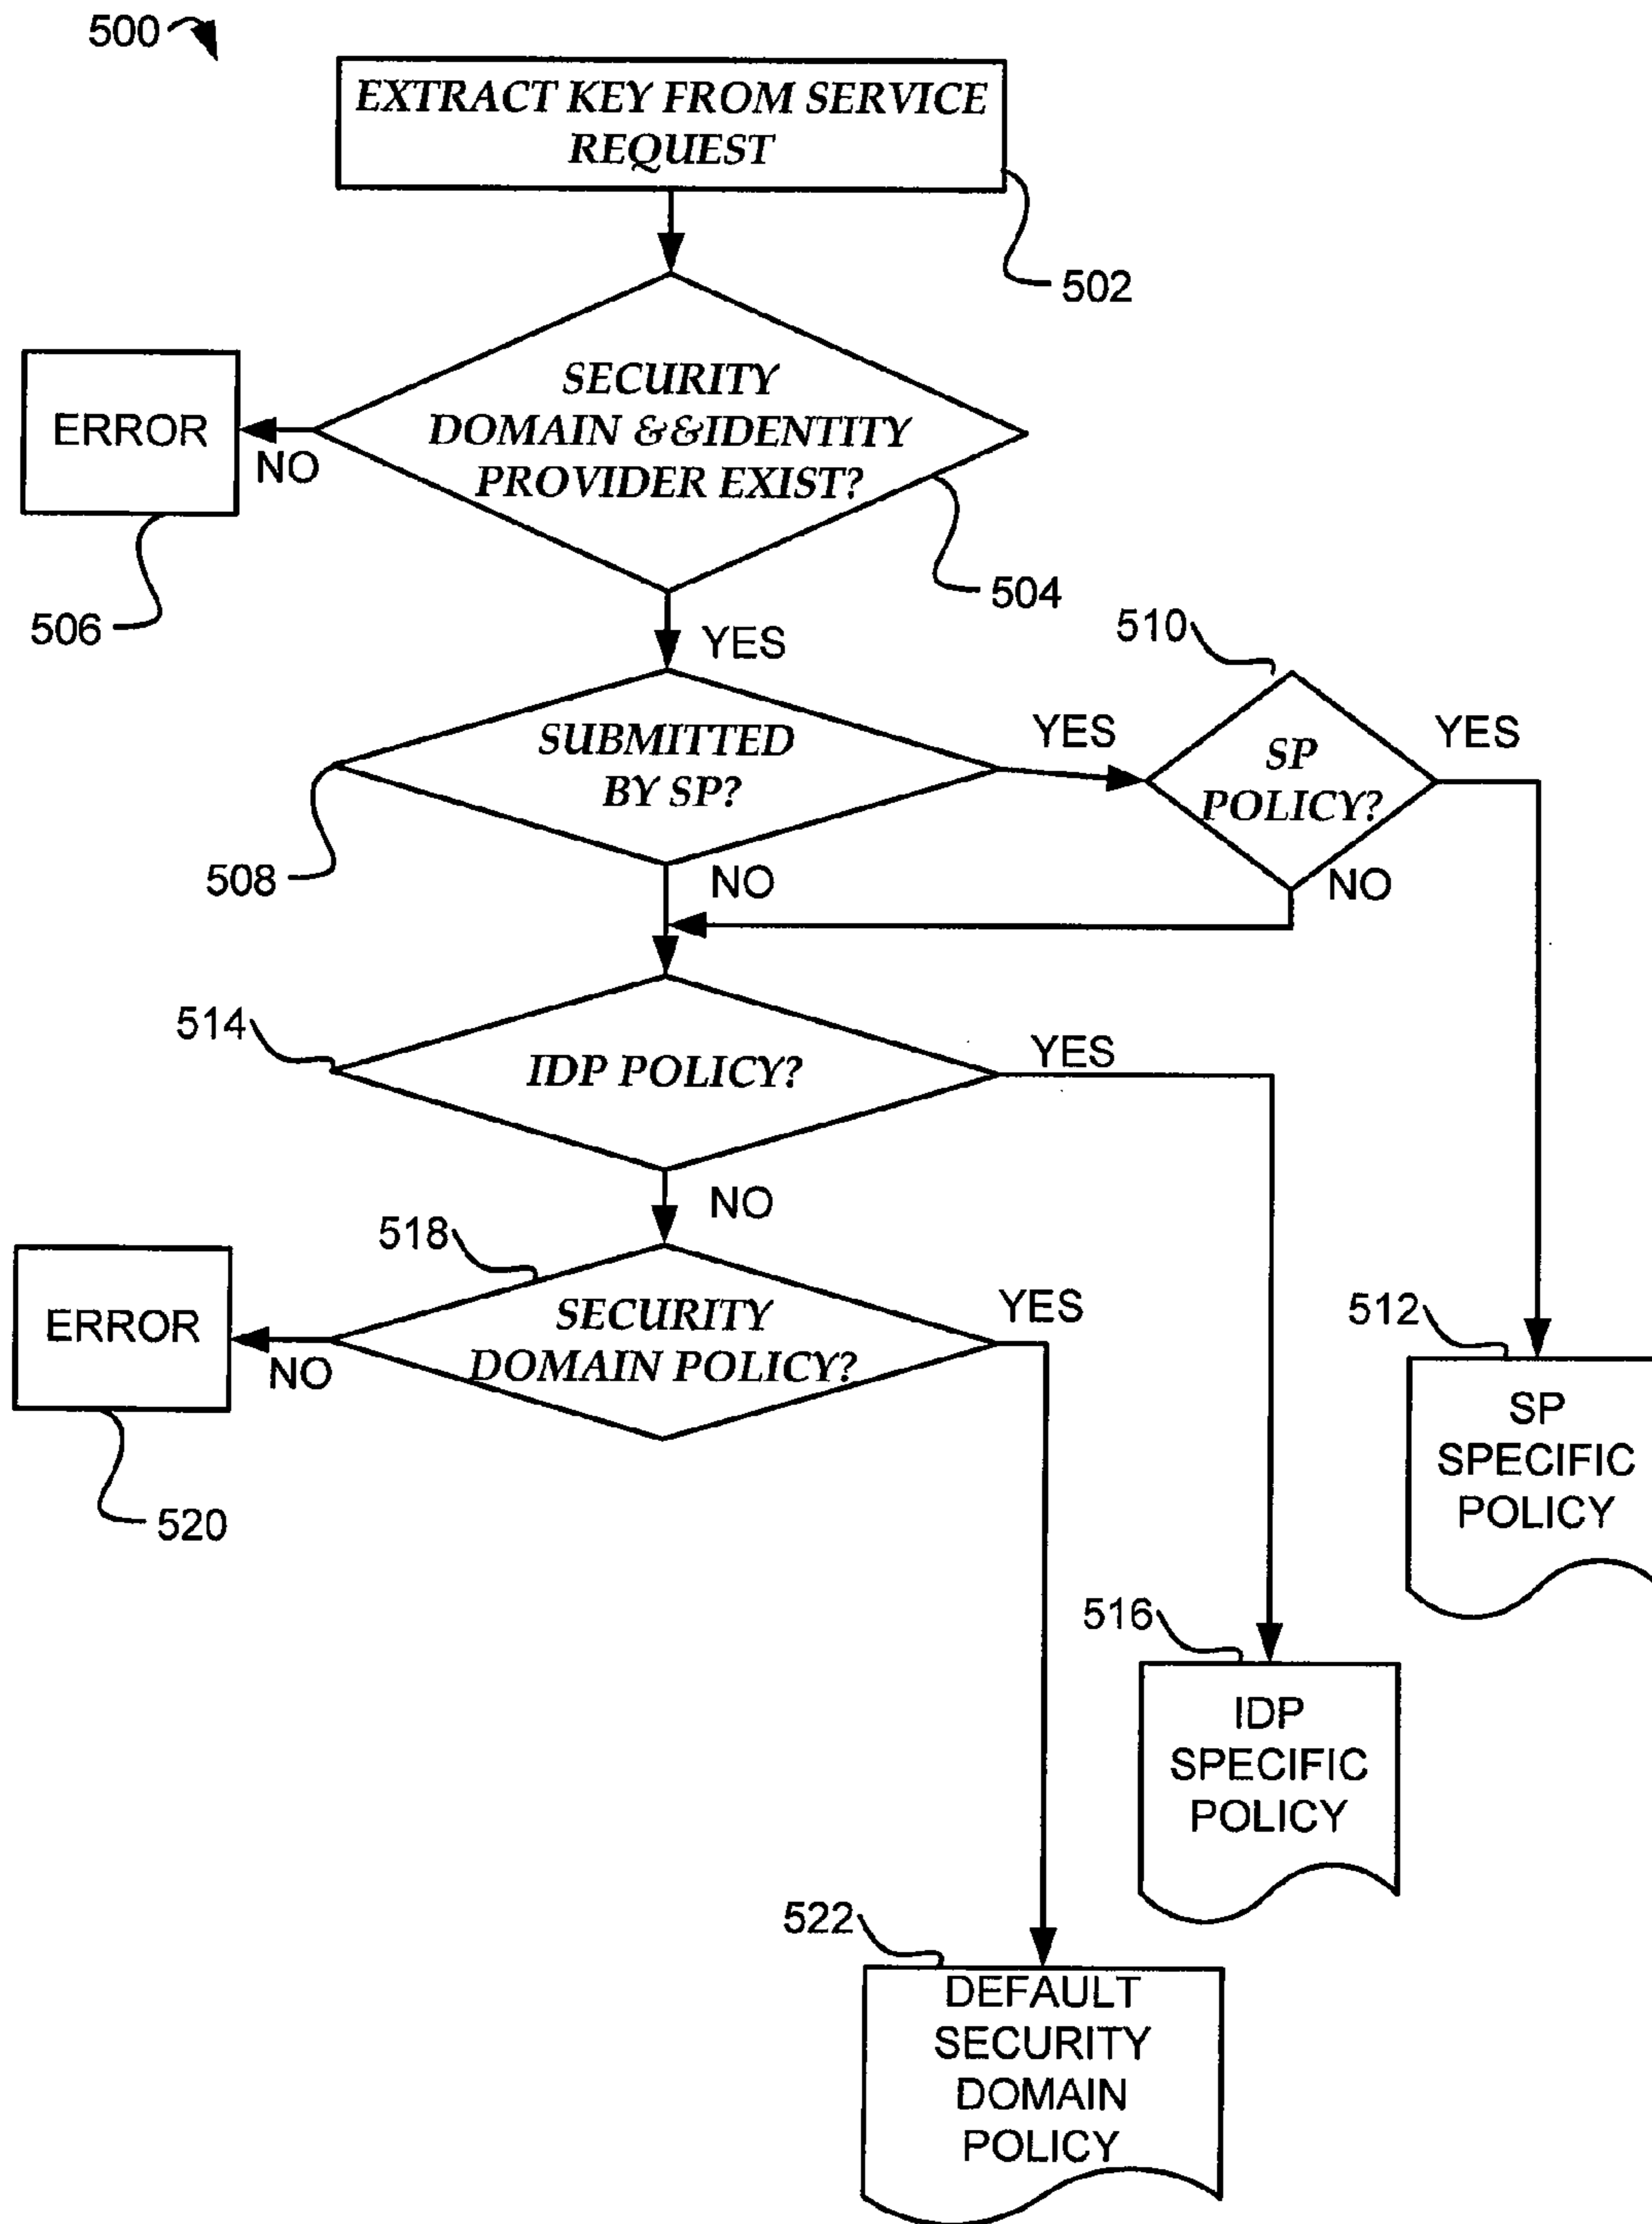 500
EXTRACT KEY FROM SERVICE
REQUEST
502
SECURITY
DOMAIN &&IDENTITY
PROVIDER EXIST?
ERROR
NO
504
506
YES
510
SUBMITTED
BY SP?
YES
SP
POLICY?
YES
508
NO
NO
514
IDP POLICY?
YES
NO
518
SECURITY
DOMAIN POLICY?
YES
ERROR
NO
512
SP
SPECIFIC
POLICY
520
516
IDP
SPECIFIC
POLICY
522
DEFAULT
SECURITY
DOMAIN
POLICY